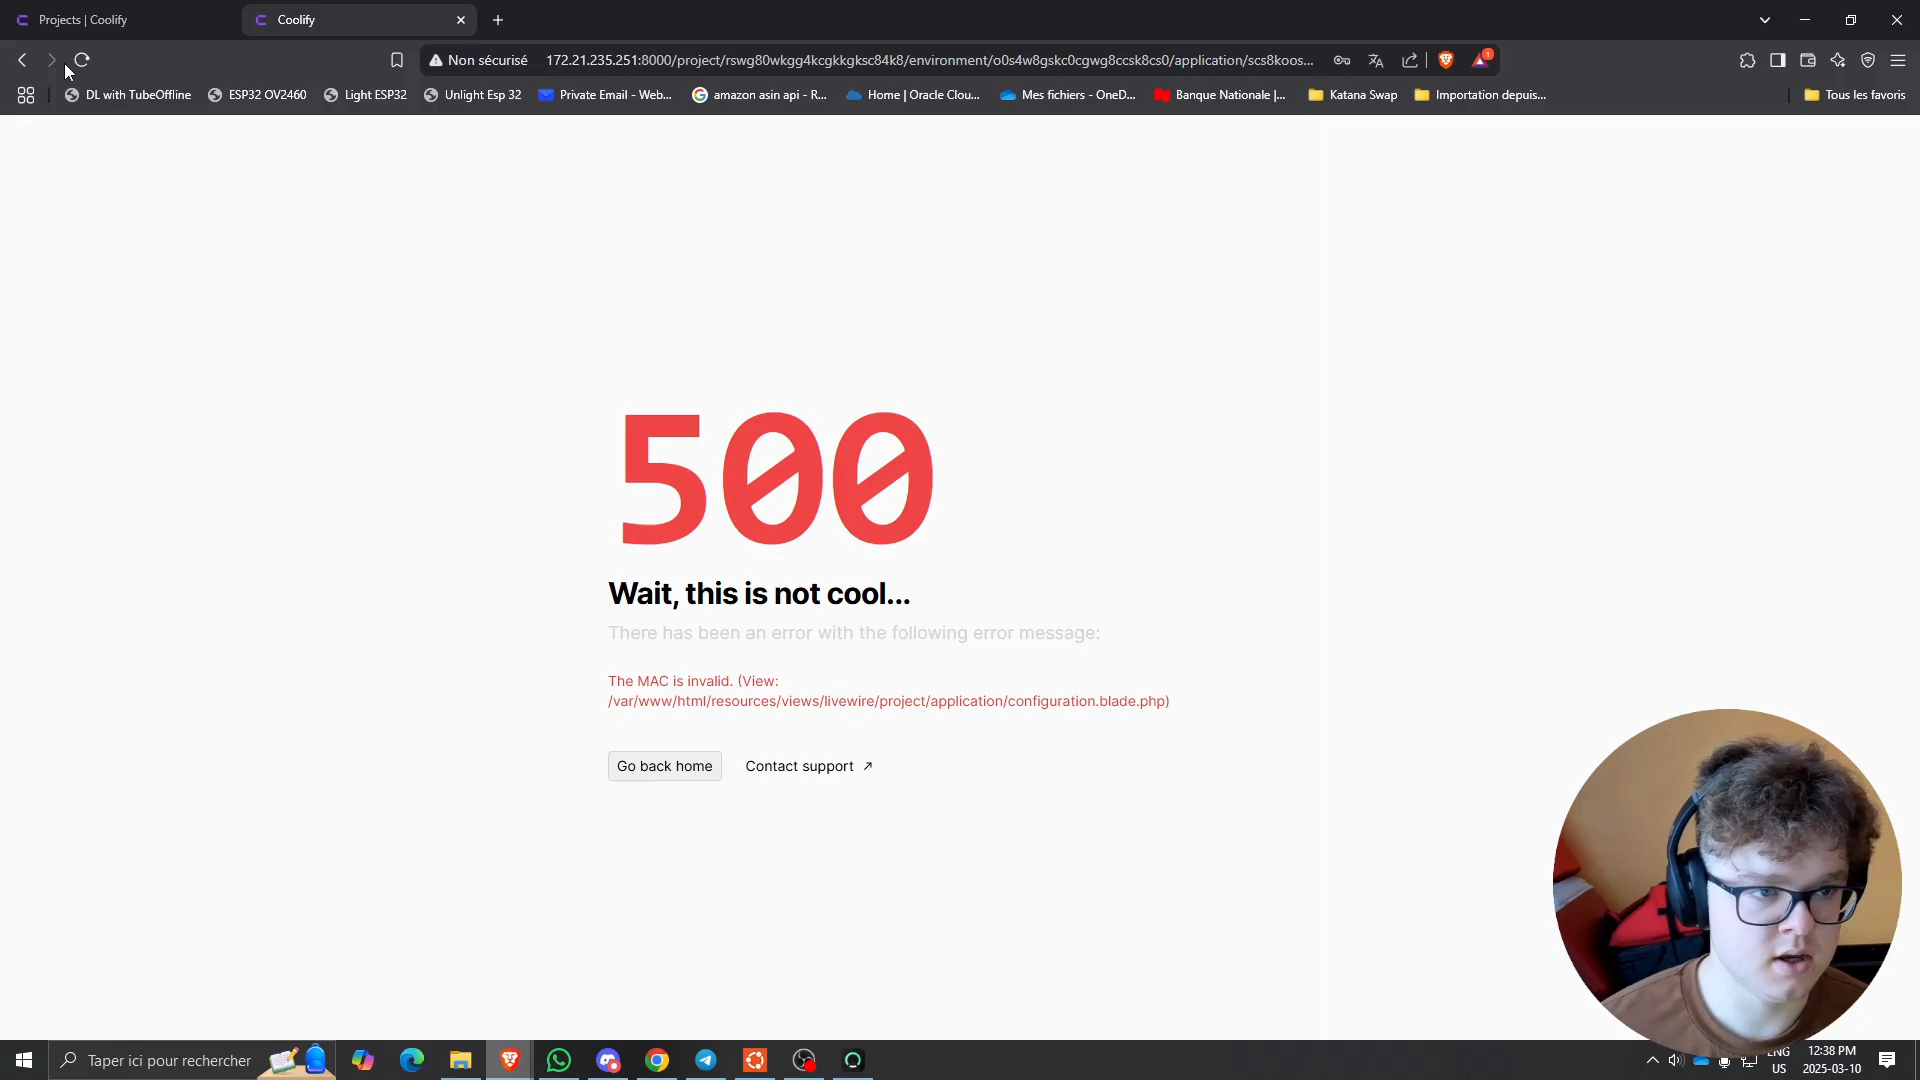 Projects | Coolify
Coolify
Non sécurisé 172.21.235.251:8000/project/rswg80wkgg4kcgkkgksc84k8/environment/o0s4w8gskc0cgwg8ccsk8cs0/application/scs8koos...
1
DL with TubeOffline
ESP32 OV2460
Light ESP32
Unlight Esp 32
Private Email - Web...
amazon asin api - R...
Home | Oracle Clou...
Mes fichiers - OneD...
Banque Nationale |...
Katana Swap
Importation depuis...
Tous les favoris
500
Wait, this is not cool...
There has been an error with the following error message:
The MAC is invalid. (View:
/var/www/html/resources/views/livewire/project/application/configuration.blade.php)
Go back home
Contact support ↗
Taper ici pour rechercher
ENG
US
12:38 PM
2025-03-10